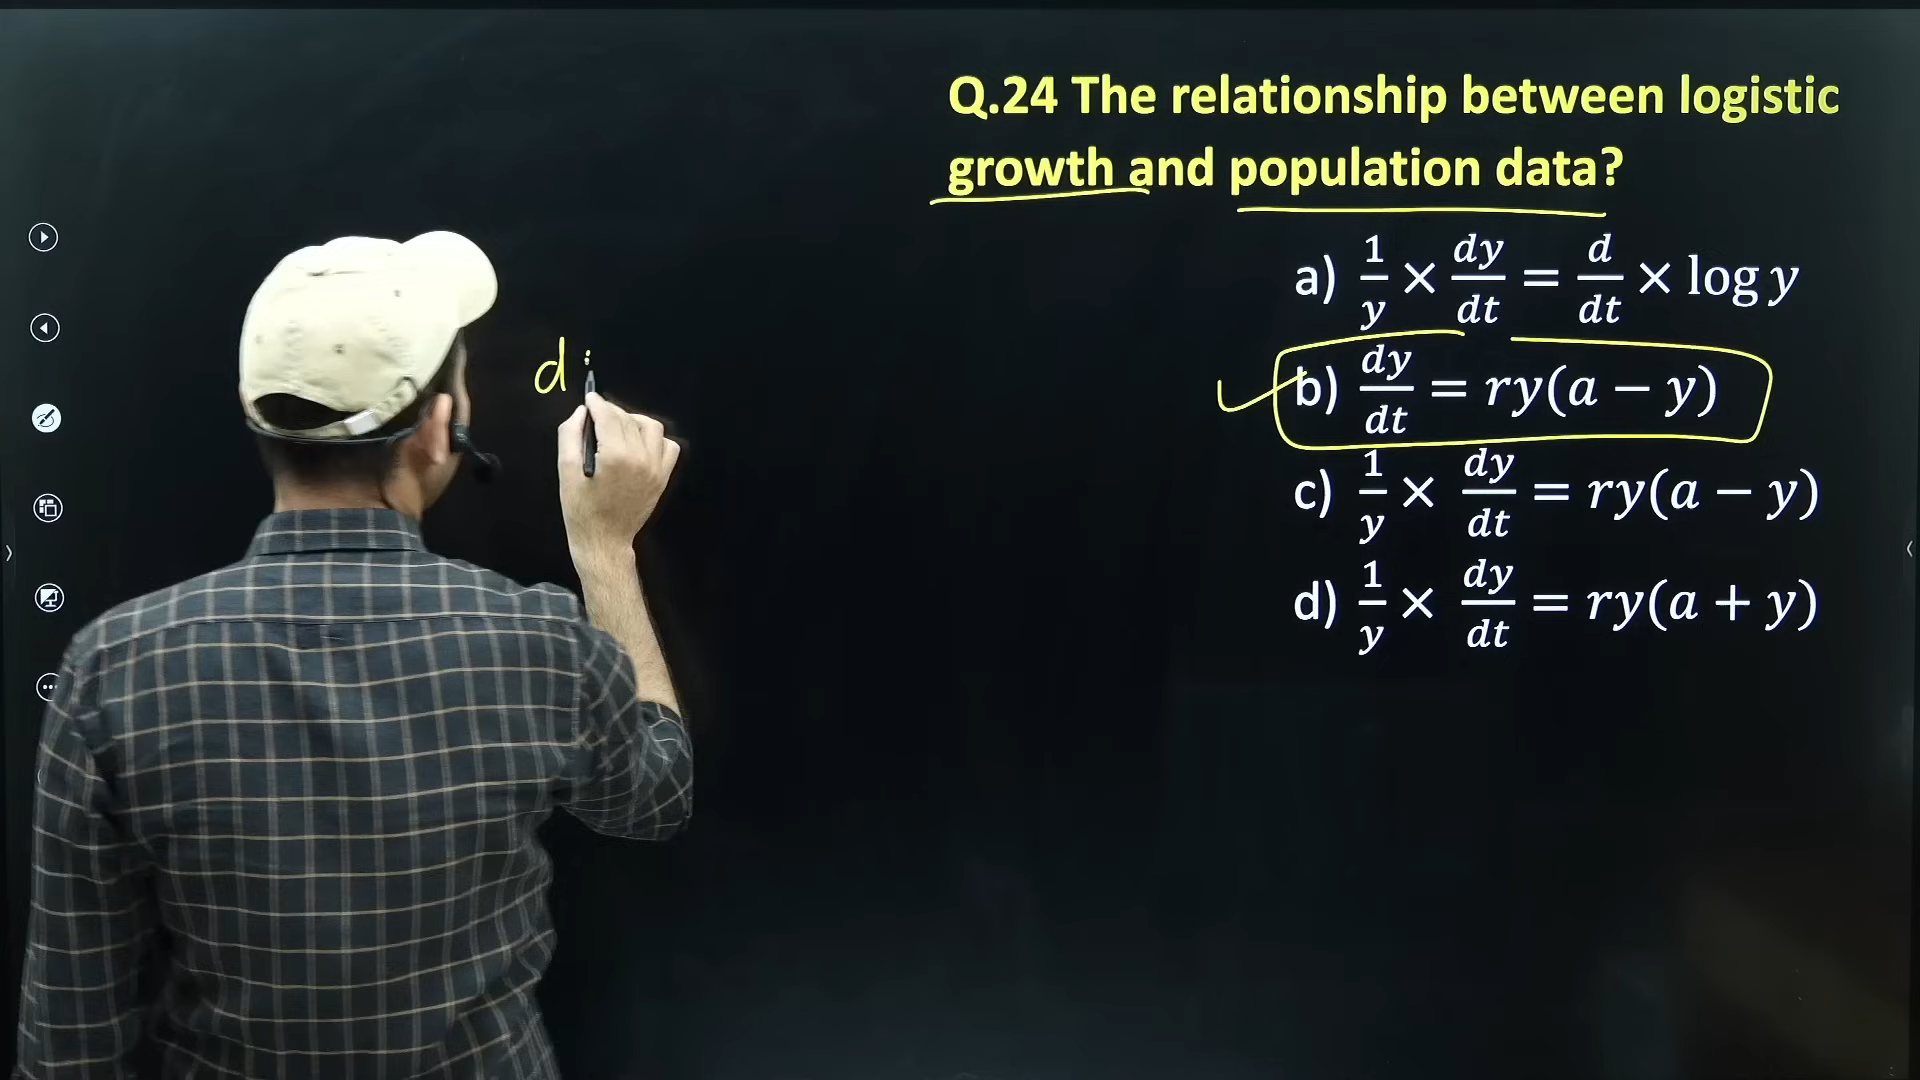 Q.24 The relationship between logistic
growth and population data?
a) 1/y × dy/dt = d/dt × log y
b) dy/dt = ry(a − y)
c) 1/y × dy/dt = ry(a − y)
d) 1/y × dy/dt = ry(a + y)
d